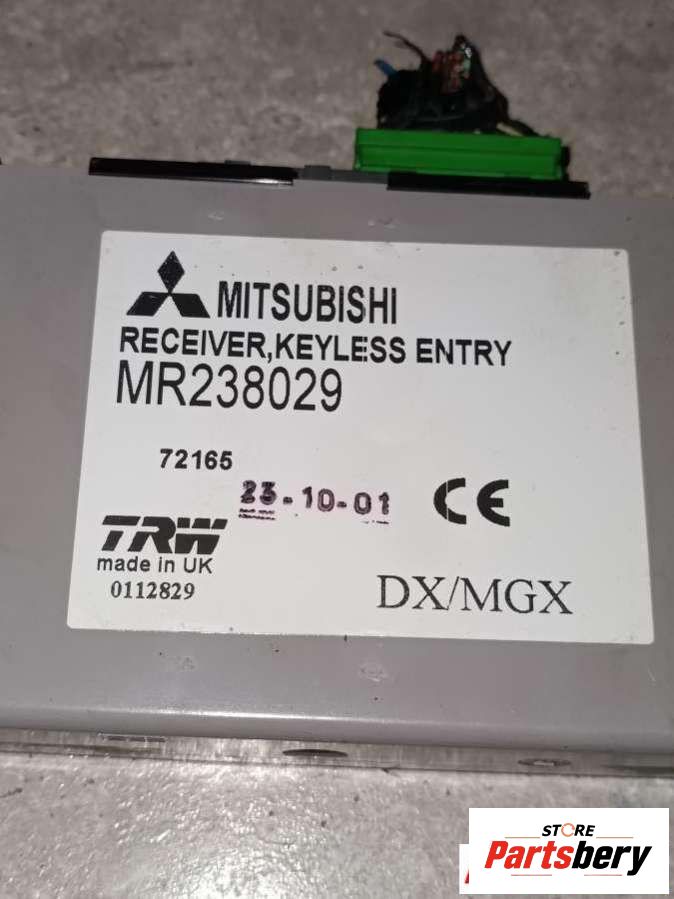 MITSUBISHI
RECEIVER,KEYLESS ENTRY
MR238029
72165
23-10-01
CE
TRW
made in UK
0112829
DX/MGX
STORE
Partsbery